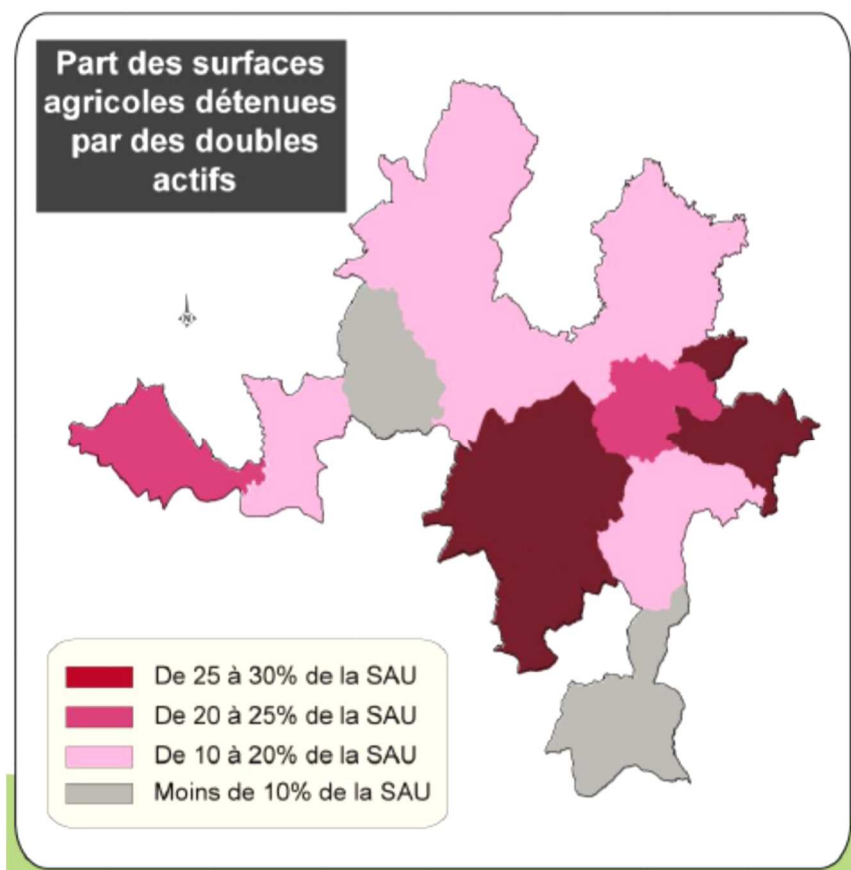 Part des surfaces
agricoles détenues
par des doubles
actifs
N
De 25 à 30% de la SAU
De 20 à 25% de la SAU
De 10 à 20% de la SAU
Moins de 10% de la SAU